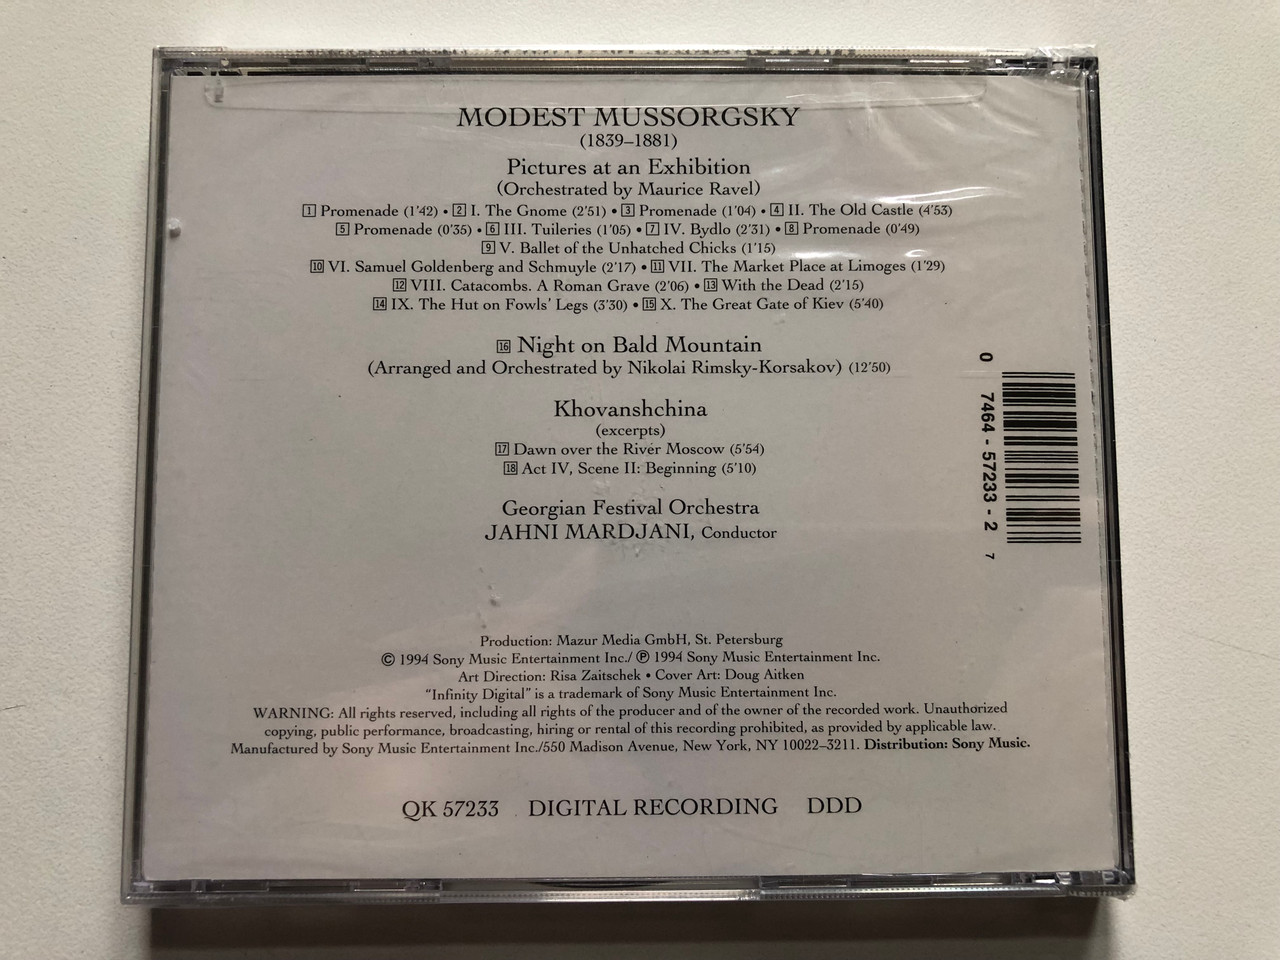 MODEST MUSSORGSKY
(1839–1881)
Pictures at an Exhibition
(Orchestrated by Maurice Ravel)
1 Promenade (1'42) • 2 I. The Gnome (2'51) • 3 Promenade (1'04) • 4 II. The Old Castle (4'53)
5 Promenade (0'35) • 6 III. Tuileries (1'05) • 7 IV. Bydlo (2'31) • 8 Promenade (0'49)
9 V. Ballet of the Unhatched Chicks (1'15)
10 VI. Samuel Goldenberg and Schmuyle (2'17) • 11 VII. The Market Place at Limoges (1'29)
12 VIII. Catacombs. A Roman Grave (2'06) • 13 With the Dead (2'15)
14 IX. The Hut on Fowls' Legs (3'30) • 15 X. The Great Gate of Kiev (5'40)
16 Night on Bald Mountain
(Arranged and Orchestrated by Nikolai Rimsky-Korsakov) (12'50)
Khovanshchina
(excerpts)
17 Dawn over the River Moscow (5'54)
18 Act IV, Scene II: Beginning (5'10)
Georgian Festival Orchestra
JAHNI MARDJANI, Conductor
0 7464-57233-2 7
Production: Mazur Media GmbH, St. Petersburg
© 1994 Sony Music Entertainment Inc./ ℗ 1994 Sony Music Entertainment Inc.
Art Direction: Risa Zaitschek • Cover Art: Doug Aitken
“Infinity Digital” is a trademark of Sony Music Entertainment Inc.
WARNING: All rights reserved, including all rights of the producer and of the owner of the recorded work. Unauthorized
copying, public performance, broadcasting, hiring or rental of this recording prohibited, as provided by applicable law.
Manufactured by Sony Music Entertainment Inc./550 Madison Avenue, New York, NY 10022–3211. Distribution: Sony Music.
QK 57233 DIGITAL RECORDING DDD